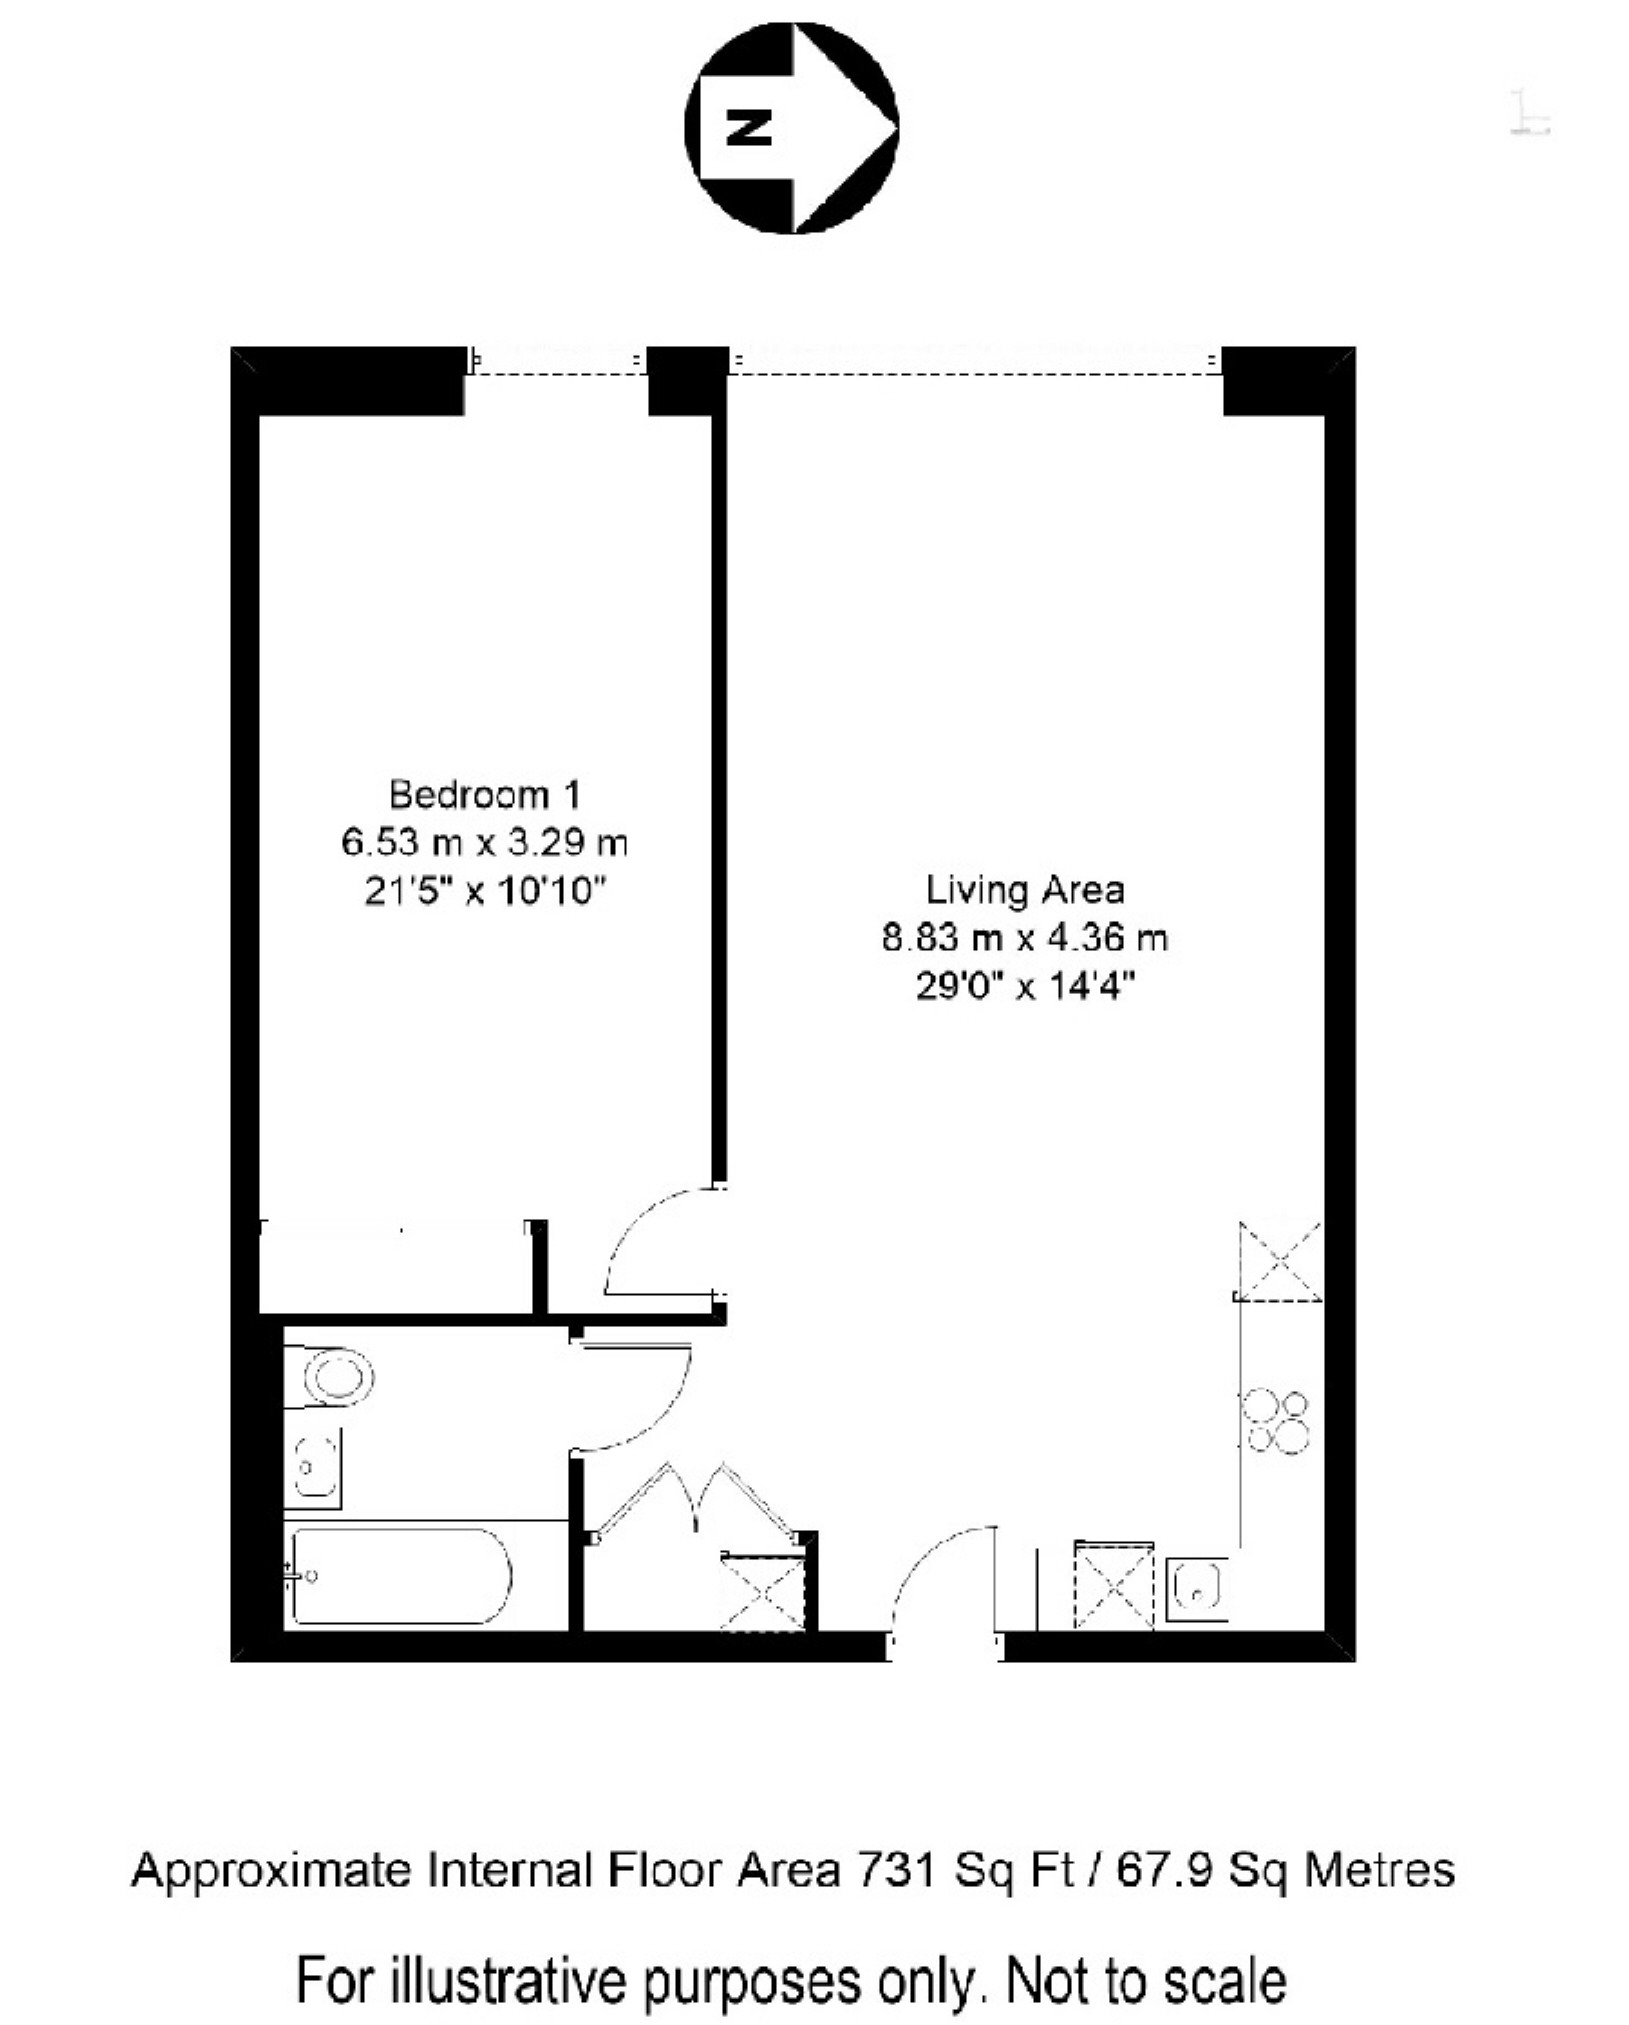 N
Bedroom 1
6.53 m x 3.29 m
21'5" x 10'10"
Living Area
8.83 m x 4.36 m
29'0" x 14'4"
Approximate Internal Floor Area 731 Sq Ft / 67.9 Sq Metres
For illustrative purposes only. Not to scale